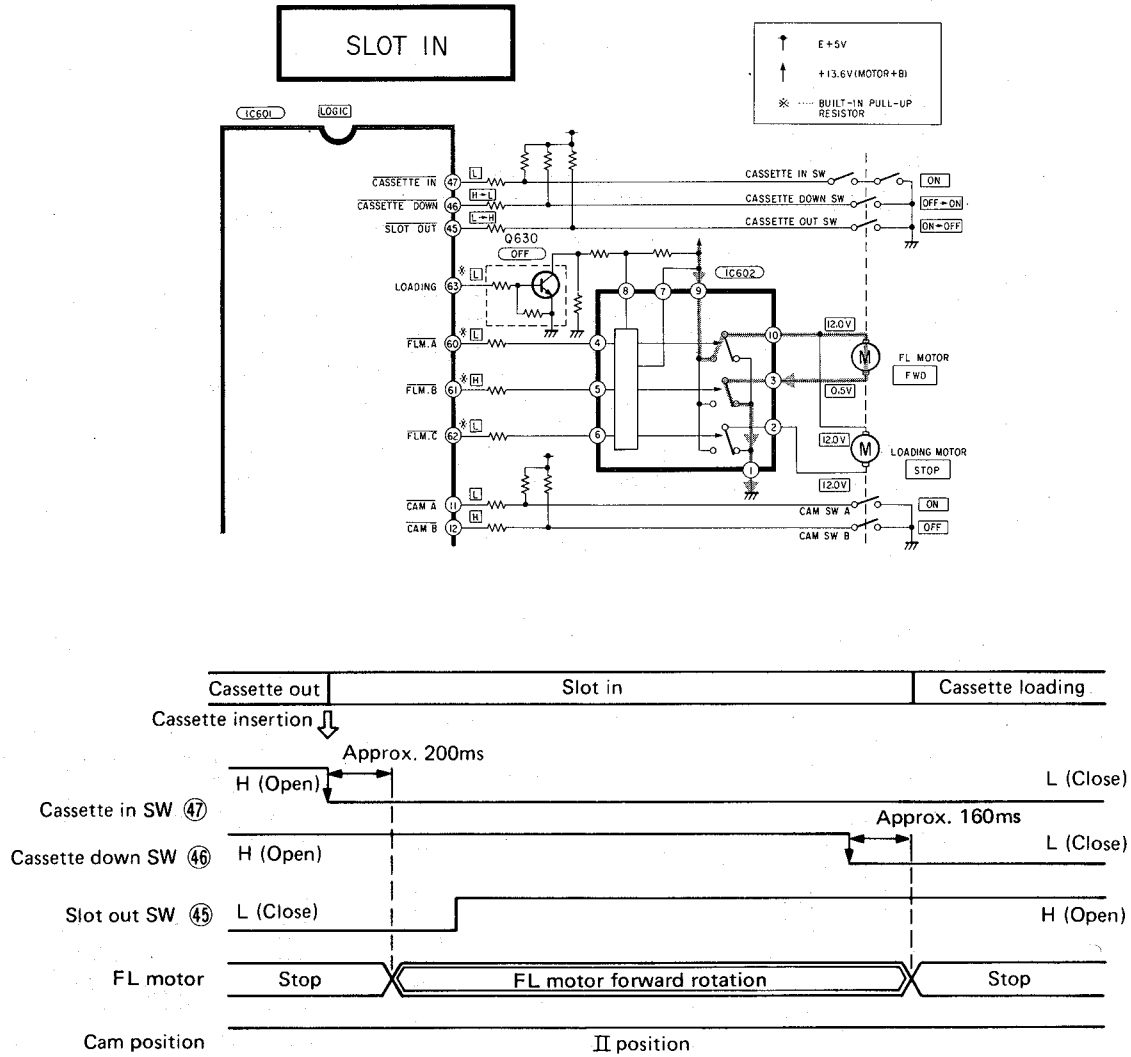 SLOT IN
E+5V
+13.6V(MOTOR+B)
※ ···· BUILT-IN PULL-UP RESISTOR
IC601 LOGIC
CASSETTE IN 47 L CASSETTE IN SW ON
CASSETTE DOWN 46 H→L CASSETTE DOWN SW OFF→ON
SLOT OUT 45 L→H CASSETTE OUT SW ON→OFF
Q630
OFF
IC602
LOADING 63 ※ L
8 7 9
FLM.A 60 ※ L 4 10 12.0V
M FL MOTOR
FWD
FLM.B 61 ※ H 5 3 0.5V
FLM.C 62 ※ L 6 2 12.0V
M LOADING MOTOR
STOP
1 12.0V
CAM A 11 L CAM SW A ON
CAM B 12 H CAM SW B OFF
Cassette out Slot in Cassette loading
Cassette insertion
Approx. 200ms
H (Open) L (Close)
Cassette in SW 47
Approx. 160ms
Cassette down SW 46 H (Open) L (Close)
Slot out SW 45 L (Close) H (Open)
FL motor Stop FL motor forward rotation Stop
Cam position II position